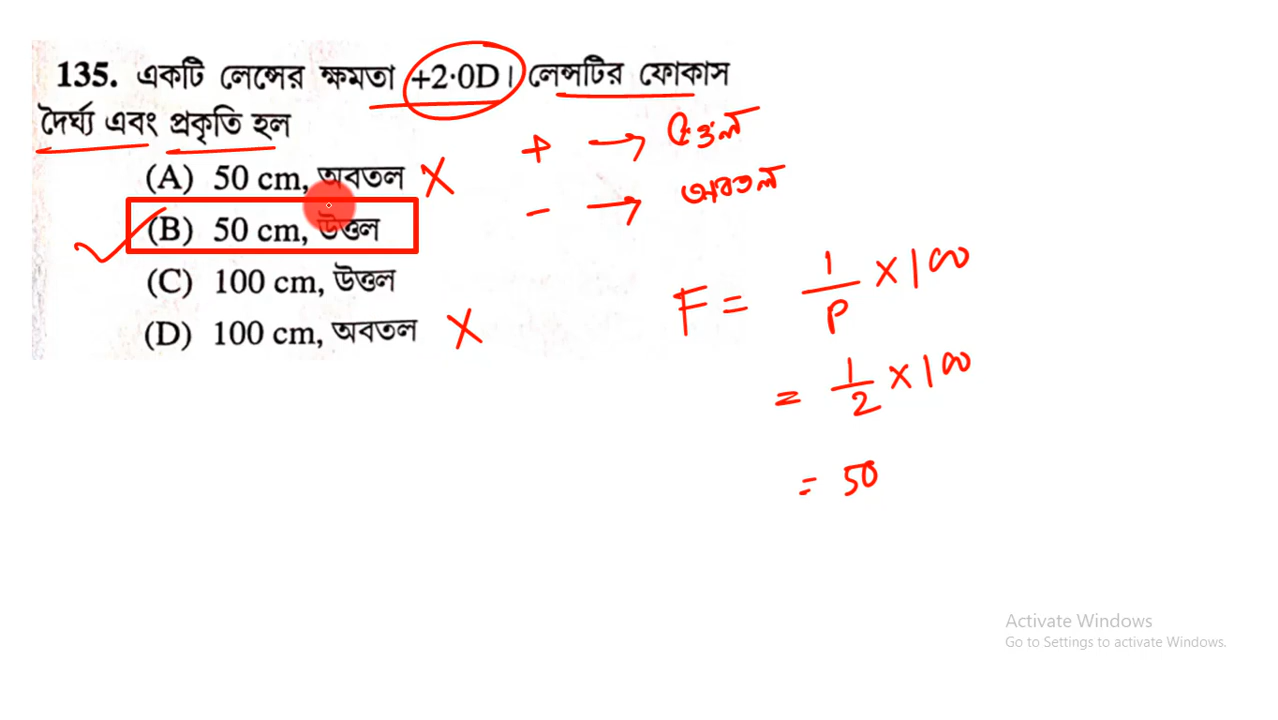 135. একটি লেন্সের ক্ষমতা +2·0D। লেন্সটির ফোকাস
দৈর্ঘ্য এবং প্রকৃতি হল
(A) 50 cm, অবতল X
(B) 50 cm, উত্তল
(C) 100 cm, উত্তল
(D) 100 cm, অবতল X
+ → উত্তল
- → অবতল
F = 1/P × 100
= 1/2 × 100
= 50
Activate Windows
Go to Settings to activate Windows.